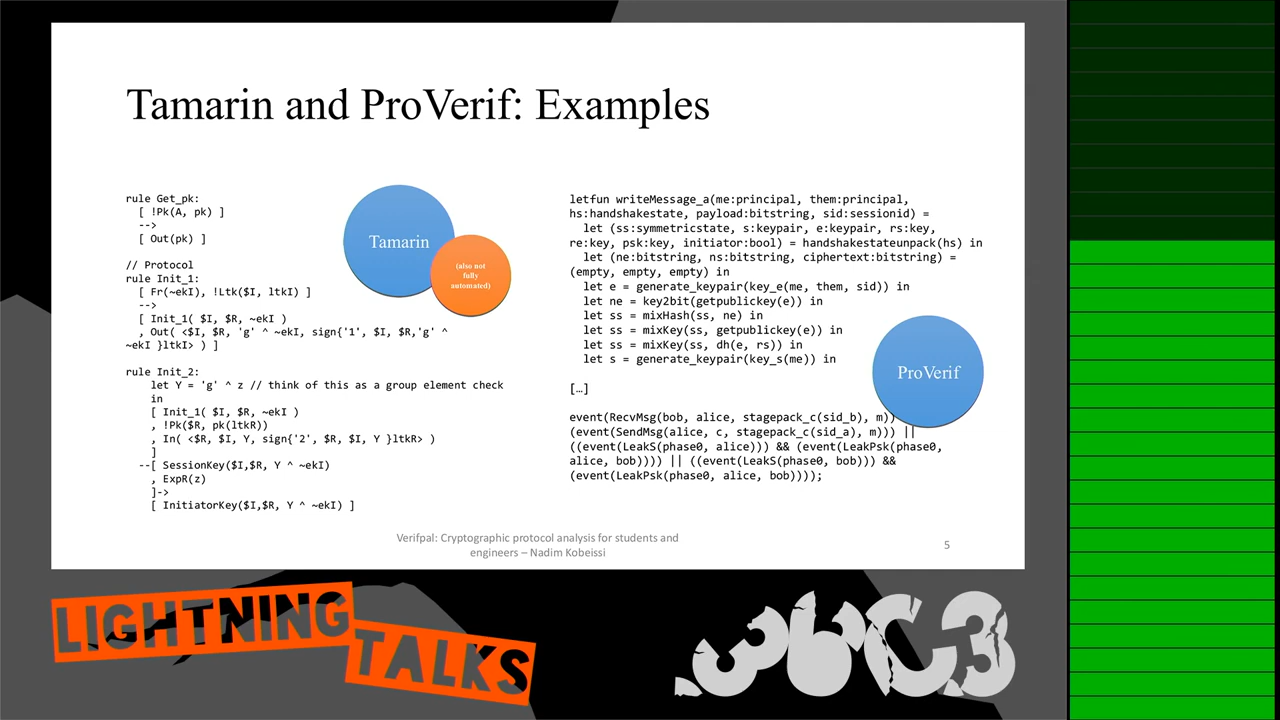 Tamarin and ProVerif: Examples
rule Get_pk:
[ !Pk(A, pk) ]
-->
[ Out(pk) ]
// Protocol
rule Init_1:
[ Fr(~ekI), !Ltk($I, ltkI) ]
-->
[ Init_1( $I, $R, ~ekI )
, Out( <$I, $R, 'g' ^ ~ekI, sign{'1', $I, $R,'g' ^
~ekI }ltkI> ) ]
rule Init_2:
let Y = 'g' ^ z // think of this as a group element check
in
[ Init_1( $I, $R, ~ekI )
, !Pk($R, pk(ltkR))
, In( <$R, $I, Y, sign{'2', $R, $I, Y }ltkR> )
]
--[ SessionKey($I,$R, Y ^ ~ekI)
, ExpR(z)
]->
[ InitiatorKey($I,$R, Y ^ ~ekI) ]
Tamarin
(also not
fully
automated)
letfun writeMessage_a(me:principal, them:principal,
hs:handshakestate, payload:bitstring, sid:sessionid) =
let (ss:symmetricstate, s:keypair, e:keypair, rs:key,
re:key, psk:key, initiator:bool) = handshakestateunpack(hs) in
let (ne:bitstring, ns:bitstring, ciphertext:bitstring) =
(empty, empty, empty) in
let e = generate_keypair(key_e(me, them, sid)) in
let ne = key2bit(getpublickey(e)) in
let ss = mixHash(ss, ne) in
let ss = mixKey(ss, getpublickey(e)) in
let ss = mixKey(ss, dh(e, rs)) in
let s = generate_keypair(key_s(me)) in
[…]
event(RecvMsg(bob, alice, stagepack_c(sid_b), m))
(event(SendMsg(alice, c, stagepack_c(sid_a), m))) ||
((event(LeakS(phase0, alice))) && (event(LeakPsk(phase0,
alice, bob)))) || ((event(LeakS(phase0, bob))) &&
(event(LeakPsk(phase0, alice, bob))));
ProVerif
Verifpal: Cryptographic protocol analysis for students and
engineers – Nadim Kobeissi
5
LIGHTNING
TALKS
36C3